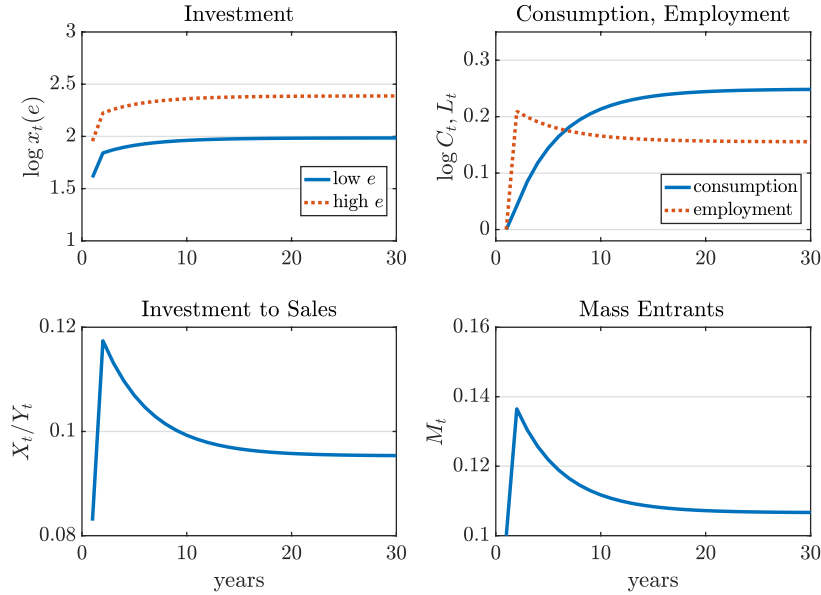 Investment
log x_t(e)
3
2.5
2
1.5
1
0 10 20 30
low e
high e
Consumption, Employment
log C_t, L_t
0.3
0.2
0.1
0
0 10 20 30
consumption
employment
Investment to Sales
X_t/Y_t
0.12
0.1
0.08
0 10 20 30
years
Mass Entrants
M_t
0.16
0.14
0.12
0.1
0 10 20 30
years